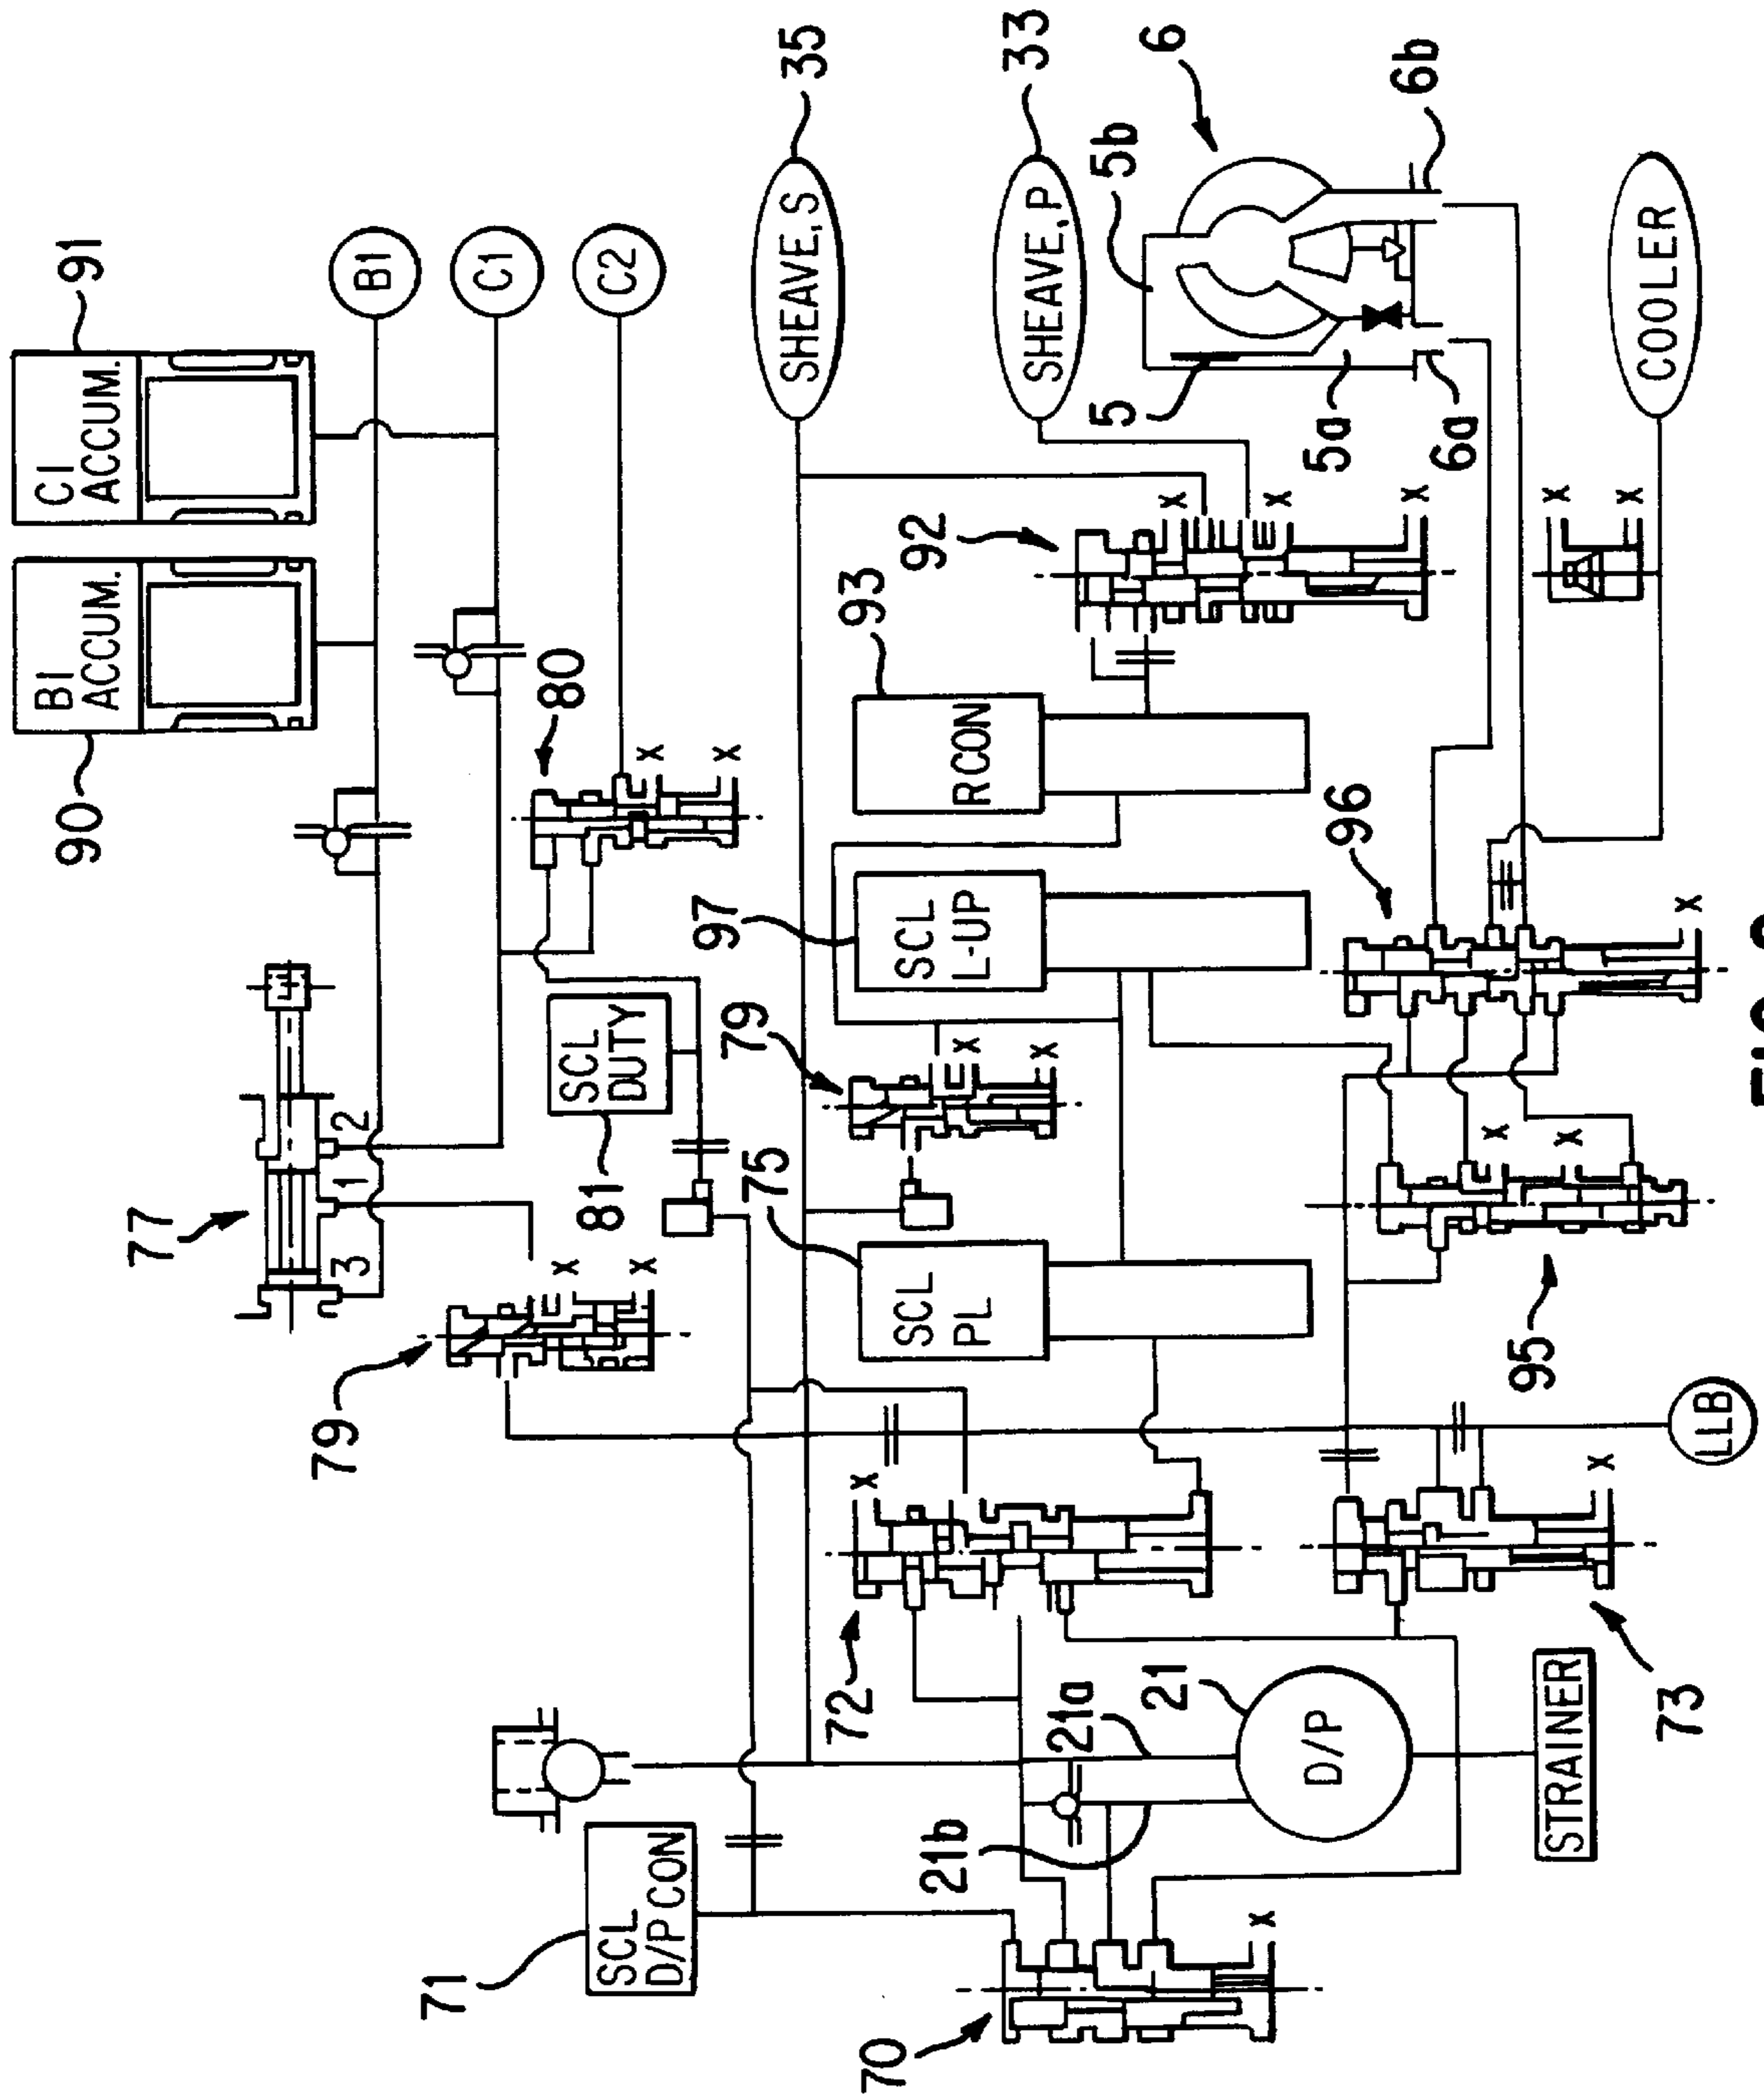 90
BI
ACCUM.
CI
ACCUM.
91
77
3
1
2
B1
C1
C2
79
X
X
80
X
X
71
SCL
D/P CON
81
SCL
DUTY
35
SHEAVE, S
79
X
X
75
SCL
PL
97
SCL
L-UP
93
RCON
92
X
X
X
33
SHEAVE, P
72
X
70
X
21b
21a
21
D/P
STRAINER
73
X
LLB
95
X
X
96
X
5
5a
5b
6
6a
6b
X
X
COOLER